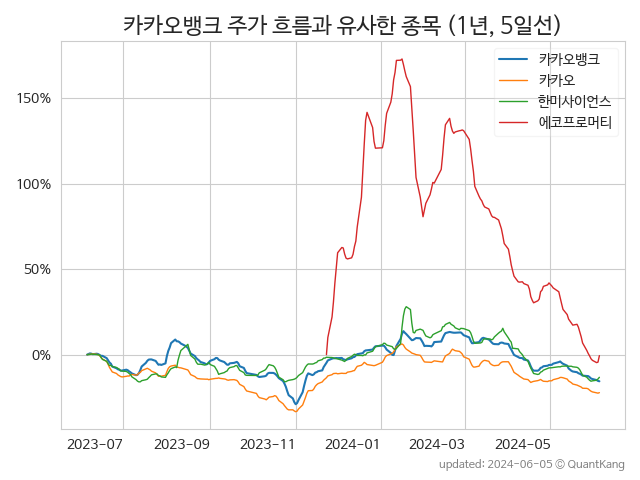 카카오뱅크 주가 흐름과 유사한 종목 (1년, 5일선)
카카오뱅크
카카오
한미사이언스
에코프로머티
150%
100%
50%
0%
2023-07 2023-09 2023-11 2024-01 2024-03 2024-05
updated: 2024-06-05 © QuantKang